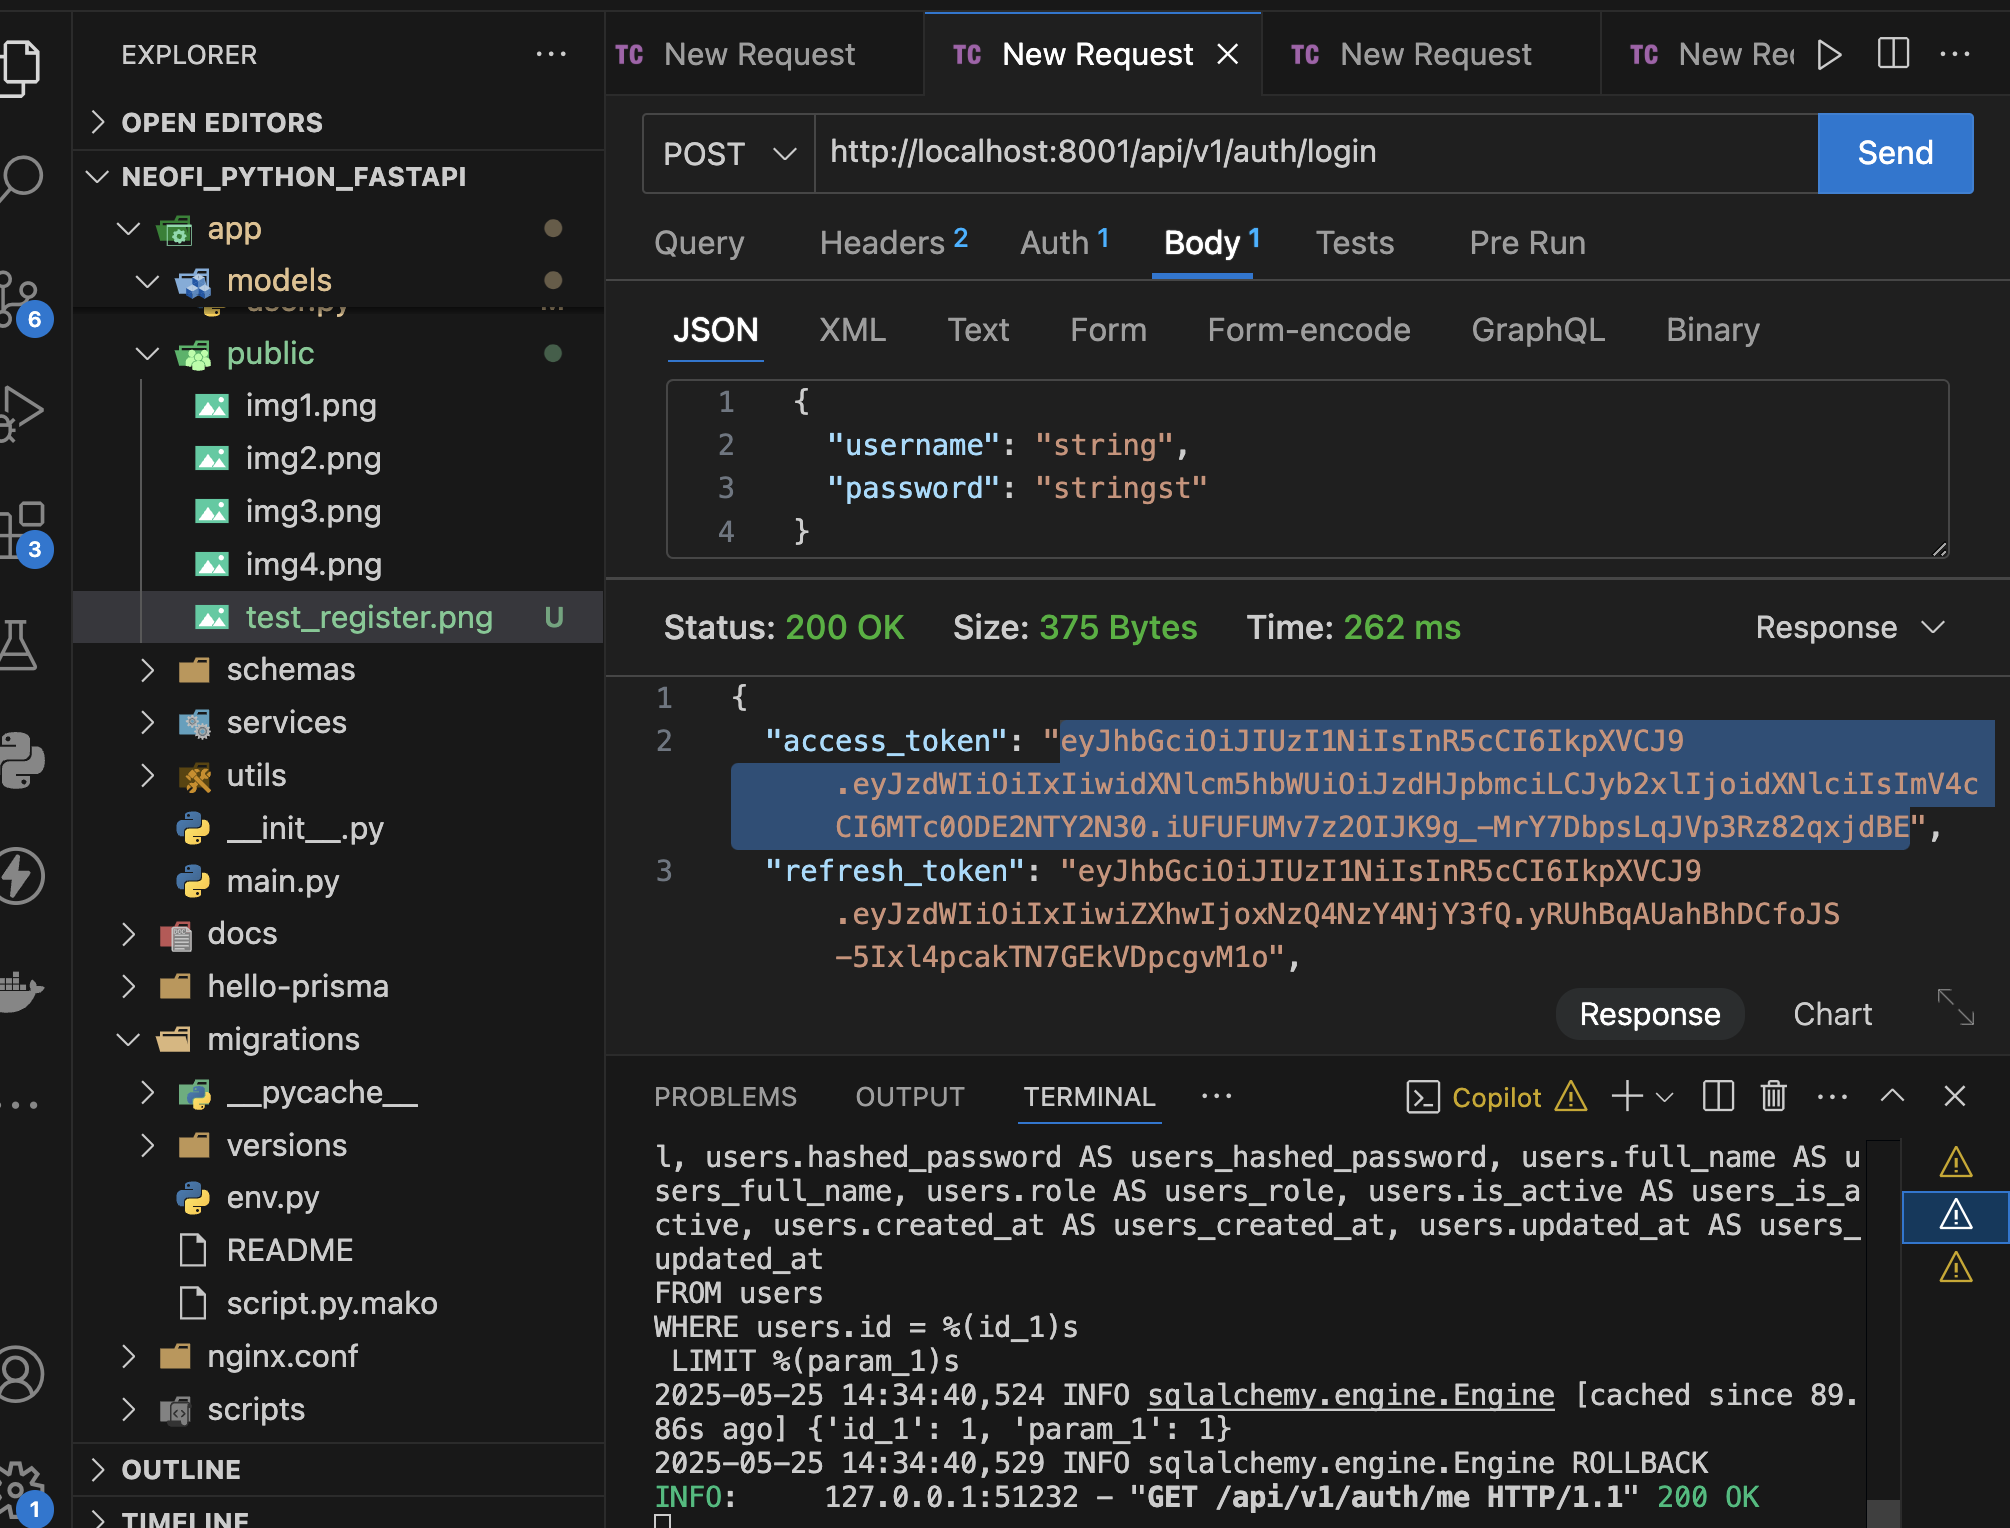 EXPLORER
OPEN EDITORS
NEOFI_PYTHON_FASTAPI
app
models
public
img1.png
img2.png
img3.png
img4.png
test_register.png U
schemas
services
utils
__init__.py
main.py
docs
hello-prisma
migrations
__pycache__
versions
env.py
README
script.py.mako
nginx.conf
scripts
OUTLINE
TIMELINE
6
3
1
TC New Request
TC New Request
TC New Request
TC New Rec
POST
http://localhost:8001/api/v1/auth/login
Send
Query Headers 2 Auth 1 Body 1 Tests Pre Run
JSON XML Text Form Form-encode GraphQL Binary
1 {
2 "username": "string",
3 "password": "stringst"
4 }
Status: 200 OK Size: 375 Bytes Time: 262 ms Response
1 {
2 "access_token": "eyJhbGciOiJIUzI1NiIsInR5cCI6IkpXVCJ9
.eyJzdWIiOiIxIiwidXNlcm5hbWUiOiJzdHJpbmciLCJyb2xlIjoidXNlciIsImV4c
CI6MTc0ODE2NTY2N30.iUFUFUMv7z2OIJK9g_-MrY7DbpsLqJVp3Rz82qxjdBE",
3 "refresh_token": "eyJhbGciOiJIUzI1NiIsInR5cCI6IkpXVCJ9
.eyJzdWIiOiIxIiwiZXhwIjoxNzQ4NzY4NjY3fQ.yRUhBqAUahBhDCfoJS
-5Ixl4pcakTN7GEkVDpcgvM1o",
Response Chart
PROBLEMS OUTPUT TERMINAL
Copilot
l, users.hashed_password AS users_hashed_password, users.full_name AS u
sers_full_name, users.role AS users_role, users.is_active AS users_is_a
ctive, users.created_at AS users_created_at, users.updated_at AS users_
updated_at
FROM users
WHERE users.id = %(id_1)s
LIMIT %(param_1)s
2025-05-25 14:34:40,524 INFO sqlalchemy.engine.Engine [cached since 89.
86s ago] {'id_1': 1, 'param_1': 1}
2025-05-25 14:34:40,529 INFO sqlalchemy.engine.Engine ROLLBACK
INFO: 127.0.0.1:51232 - "GET /api/v1/auth/me HTTP/1.1" 200 OK